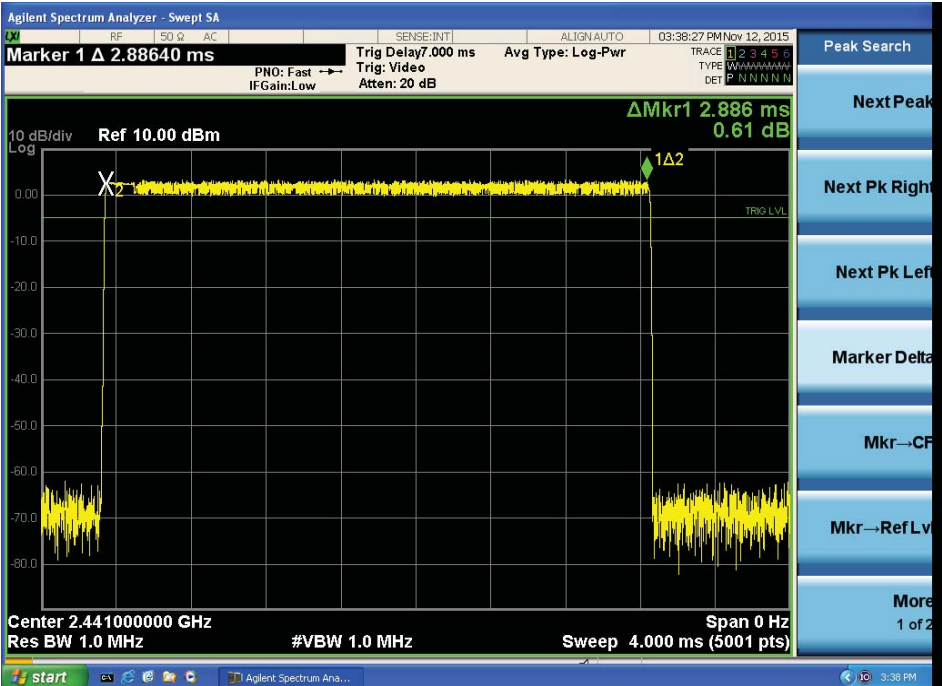 Agilent Spectrum Analyzer - Swept SA
LXI RF 50 Ω AC SENSE:INT ALIGN AUTO 03:38:27 PM Nov 12, 2015
Marker 1 Δ 2.88640 ms
PNO: Fast
IFGain:Low
Trig Delay7.000 ms
Trig: Video
Atten: 20 dB
Avg Type: Log-Pwr
TRACE 1 2 3 4 5 6
TYPE WWWWWW
DET P N N N N N
Peak Search
Next Peak
Next Pk Right
Next Pk Left
Marker Delta
Mkr→CF
Mkr→Ref Lvl
More
1 of 2
ΔMkr1 2.886 ms
0.61 dB
10 dB/div Ref 10.00 dBm
Log
1Δ2
X2
0.00
TRIG LVL
-10.0
-20.0
-30.0
-40.0
-50.0
-60.0
-70.0
-80.0
Center 2.441000000 GHz Span 0 Hz
Res BW 1.0 MHz #VBW 1.0 MHz Sweep 4.000 ms (5001 pts)
start Agilent Spectrum Ana... 3:38 PM